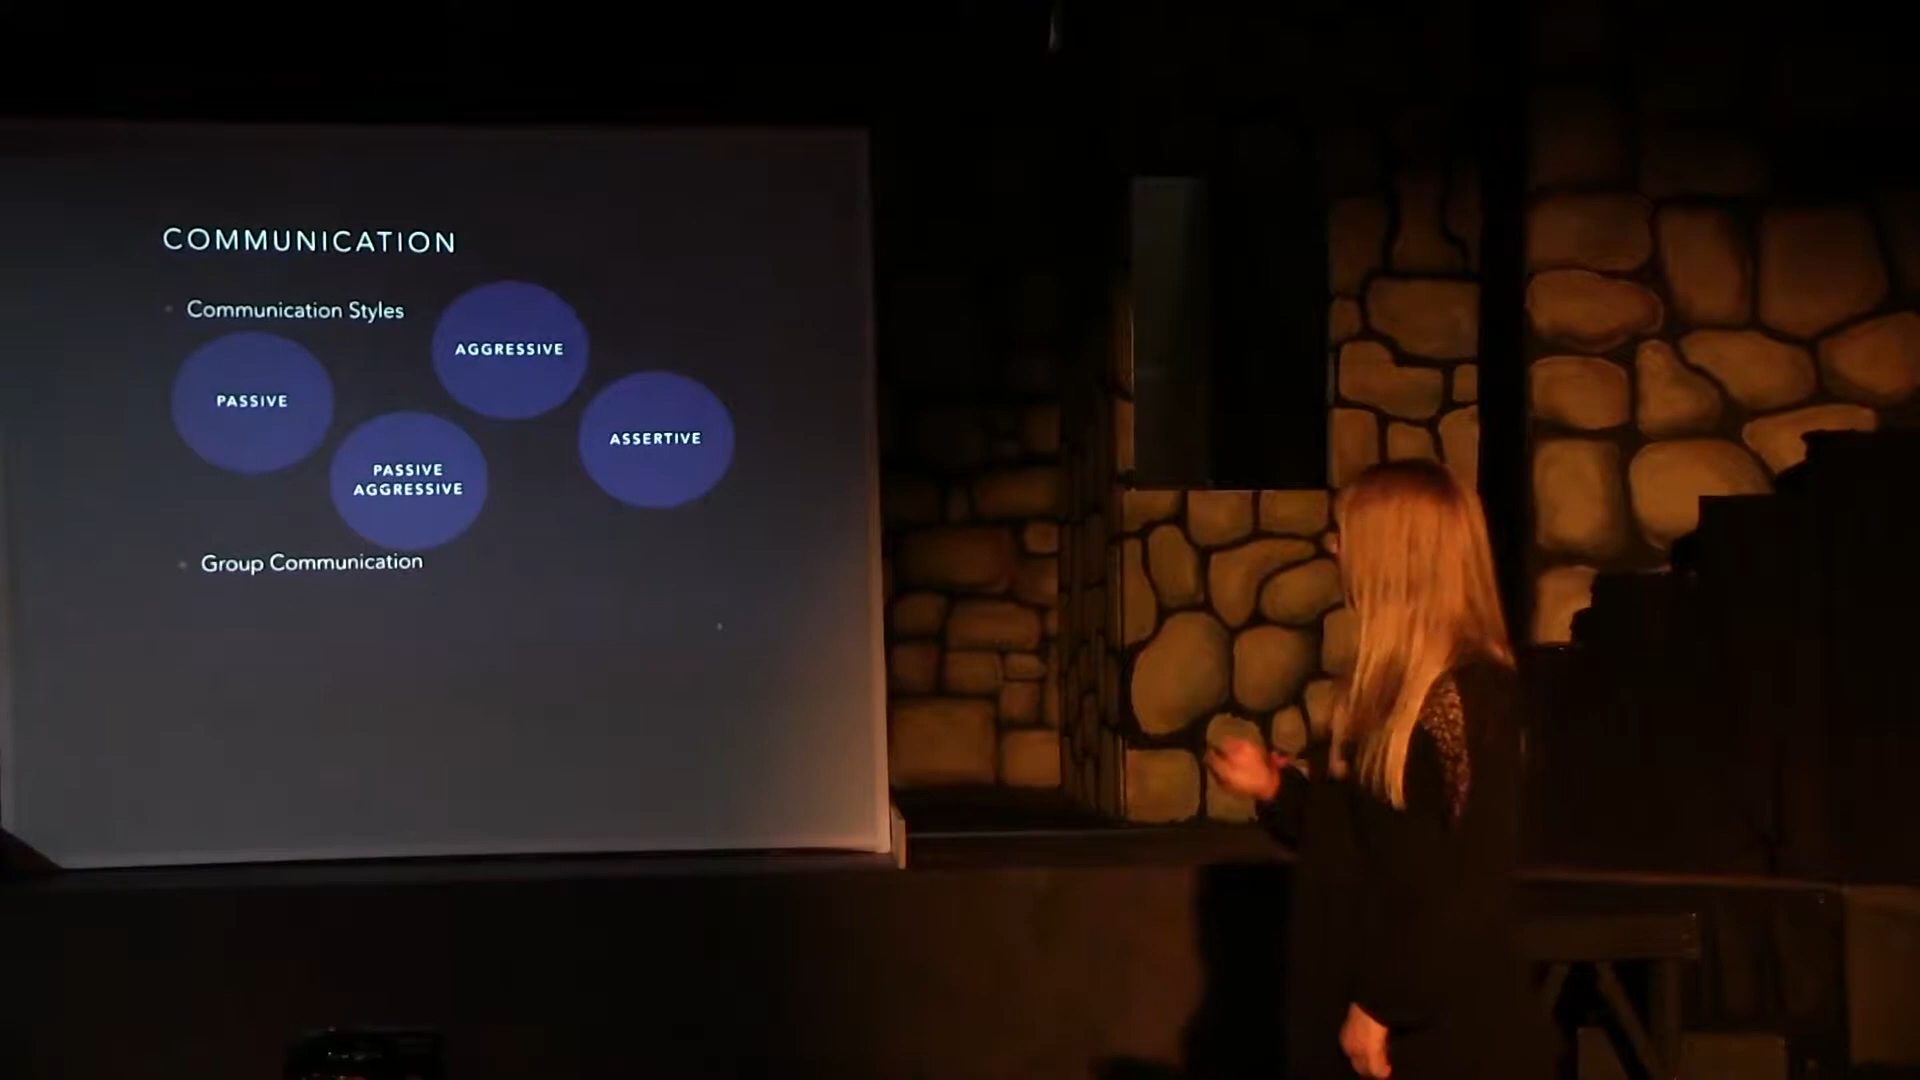 COMMUNICATION
Communication Styles
AGGRESSIVE
PASSIVE
ASSERTIVE
PASSIVE
AGGRESSIVE
Group Communication